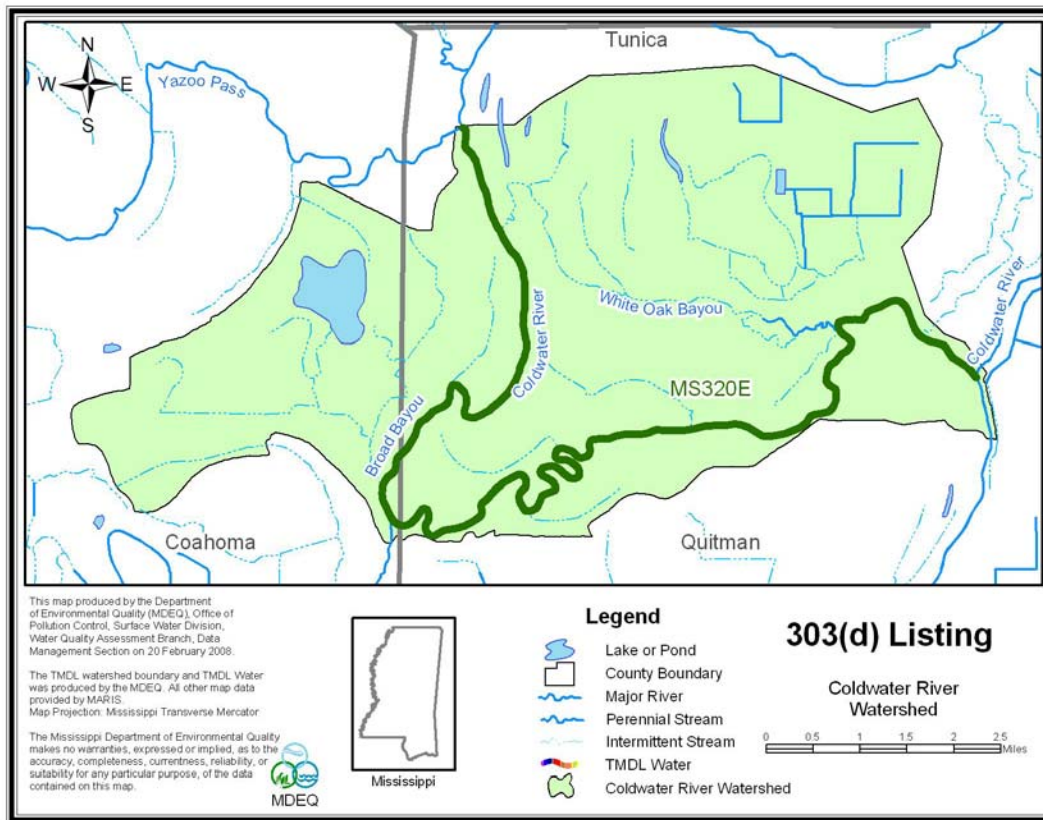 Tunica
N
W E
S
Yazoo Pass
White Oak Bayou
Coldwater River
Coldwater River
MS320E
Broad Bayou
Coahoma
Quitman
This map produced by the Department
of Environmental Quality (MDEQ), Office of
Pollution Control, Surface Water Division,
Water Quality Assessment Branch, Data
Management Section on 20 February 2008.
The TMDL watershed boundary and TMDL Water
was produced by the MDEQ. All other map data
provided by MARIS.
Map Projection: Mississippi Transverse Mercator
The Mississippi Department of Environmental Quality
makes no warranties, expressed or implied, as to the
accuracy, completeness, currentness, reliability, or
suitability for any particular purpose, of the data
contained on this map.
MDEQ
Mississippi
Legend
Lake or Pond
County Boundary
Major River
Perennial Stream
Intermittent Stream
TMDL Water
Coldwater River Watershed
303(d) Listing
Coldwater River
Watershed
0 0.5 1 1.5 2 2.5
Miles